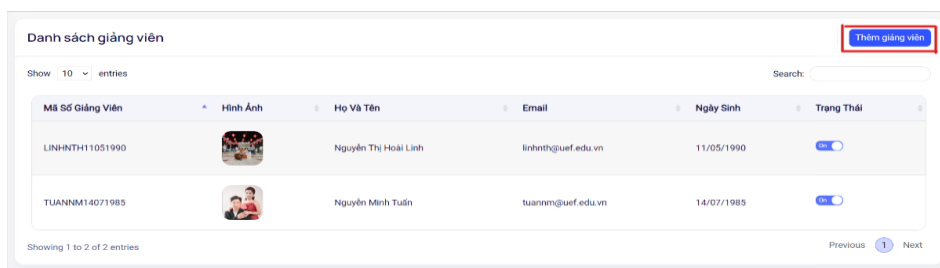 Danh sách giảng viên Thêm giảng viên
Show 10 entries Search:
Mã Số Giảng Viên Hình Ảnh Họ Và Tên Email Ngày Sinh Trạng Thái
LINHNTH11051990 Nguyễn Thị Hoài Linh linhnth@uef.edu.vn 11/05/1990 On
TUANNM14071985 Nguyễn Minh Tuấn tuannm@uef.edu.vn 14/07/1985 On
Showing 1 to 2 of 2 entries Previous 1 Next